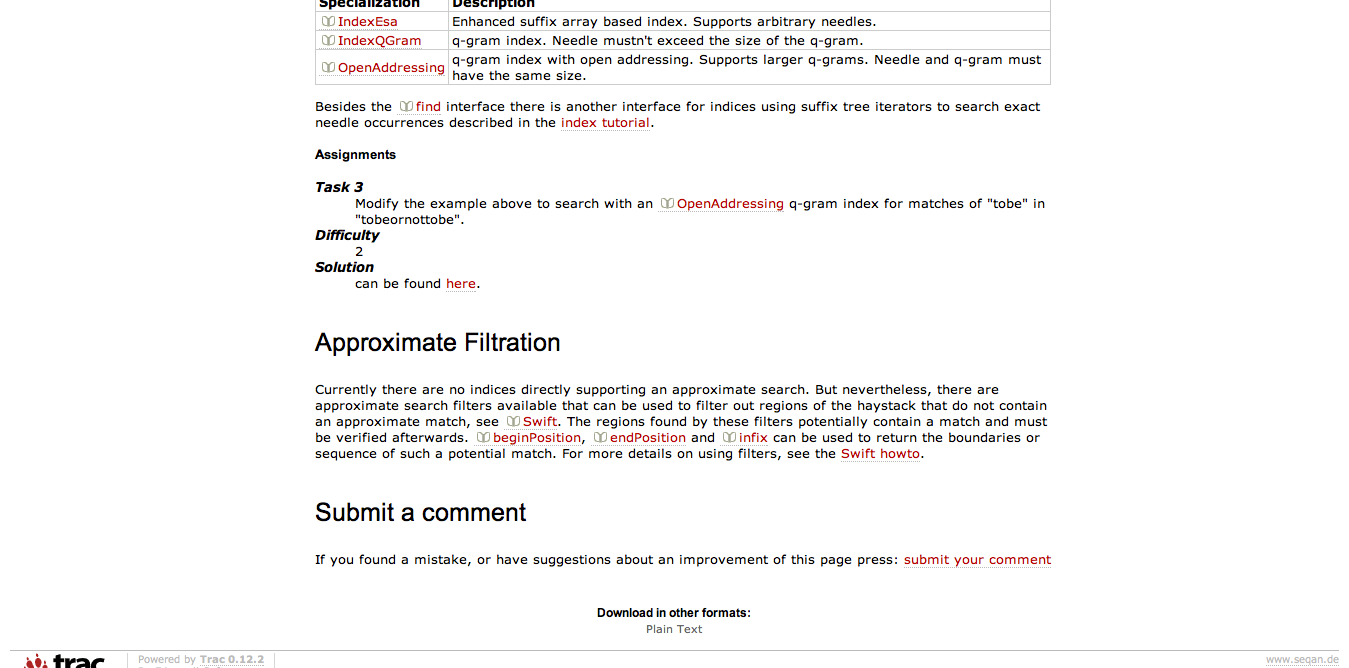 Specialization Description
IndexEsa Enhanced suffix array based index. Supports arbitrary needles.
IndexQGram q-gram index. Needle mustn't exceed the size of the q-gram.
OpenAddressing q-gram index with open addressing. Supports larger q-grams. Needle and q-gram must
have the same size.
Besides the find interface there is another interface for indices using suffix tree iterators to search exact
needle occurrences described in the index tutorial.
Assignments
Task 3
Modify the example above to search with an OpenAddressing q-gram index for matches of "tobe" in
"tobeornottobe".
Difficulty
2
Solution
can be found here.
Approximate Filtration
Currently there are no indices directly supporting an approximate search. But nevertheless, there are
approximate search filters available that can be used to filter out regions of the haystack that do not contain
an approximate match, see Swift. The regions found by these filters potentially contain a match and must
be verified afterwards. beginPosition, endPosition and infix can be used to return the boundaries or
sequence of such a potential match. For more details on using filters, see the Swift howto.
Submit a comment
If you found a mistake, or have suggestions about an improvement of this page press: submit your comment
Download in other formats:
Plain Text
trac Powered by Trac 0.12.2 www.seqan.de